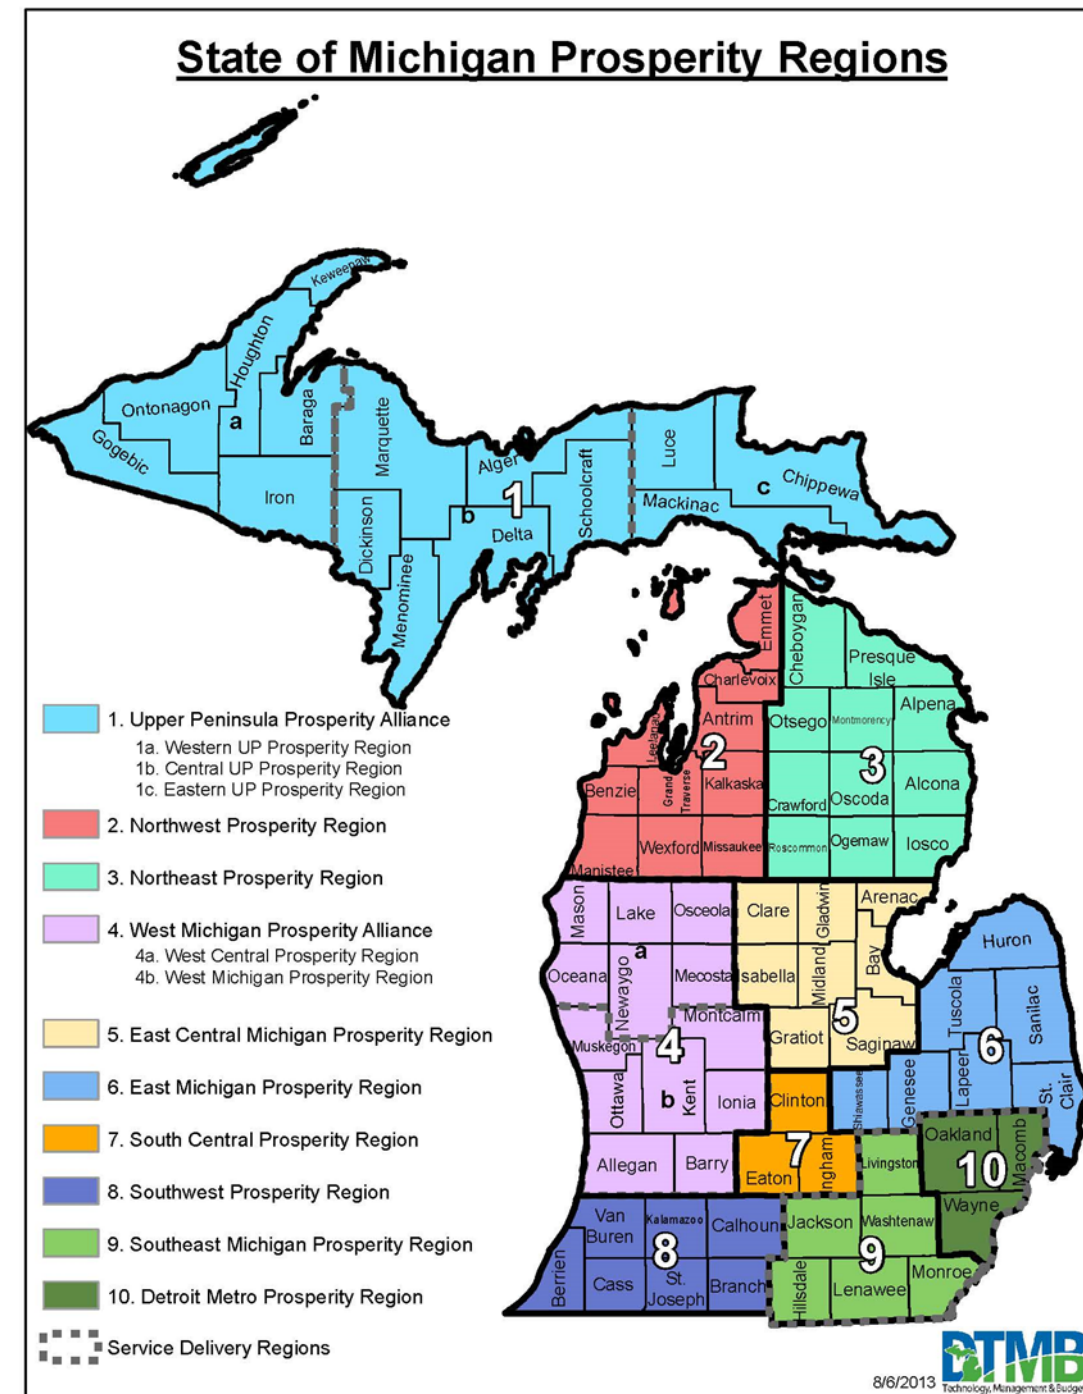 State of Michigan Prosperity Regions
Keweenaw
Houghton
Ontonagon
a
Baraga
Gogebic
Iron
Marquette
Dickinson
Menominee
Alger
1
b
Delta
Schoolcraft
Luce
Mackinac
c
Chippewa
Emmet
Charlevoix
Antrim
Leelanau
2
Benzie
Grand
Traverse
Kalkaska
Manistee
Wexford
Missaukee
Cheboygan
Presque
Isle
Otsego
Montmorency
Alpena
3
Crawford
Oscoda
Alcona
Roscommon
Ogemaw
Iosco
Mason
Lake
Osceola
a
Oceana
Newaygo
Mecosta
Montcalm
Muskegon
4
Ottawa
b
Kent
Ionia
Allegan
Barry
Clare
Gladwin
Arenac
Isabella
Midland
Bay
5
Gratiot
Saginaw
Huron
Tuscola
Sanilac
6
Shiawassee
Genesee
Lapeer
St.
Clair
Clinton
7
Eaton
Ingham
Livingston
Oakland
Macomb
10
Wayne
Van
Buren
Kalamazoo
Calhoun
8
Berrien
Cass
St.
Joseph
Branch
Jackson
Washtenaw
9
Hillsdale
Lenawee
Monroe
1. Upper Peninsula Prosperity Alliance
1a. Western UP Prosperity Region
1b. Central UP Prosperity Region
1c. Eastern UP Prosperity Region
2. Northwest Prosperity Region
3. Northeast Prosperity Region
4. West Michigan Prosperity Alliance
4a. West Central Prosperity Region
4b. West Michigan Prosperity Region
5. East Central Michigan Prosperity Region
6. East Michigan Prosperity Region
7. South Central Prosperity Region
8. Southwest Prosperity Region
9. Southeast Michigan Prosperity Region
10. Detroit Metro Prosperity Region
Service Delivery Regions
8/6/2013
DTMB
Technology, Management & Budget